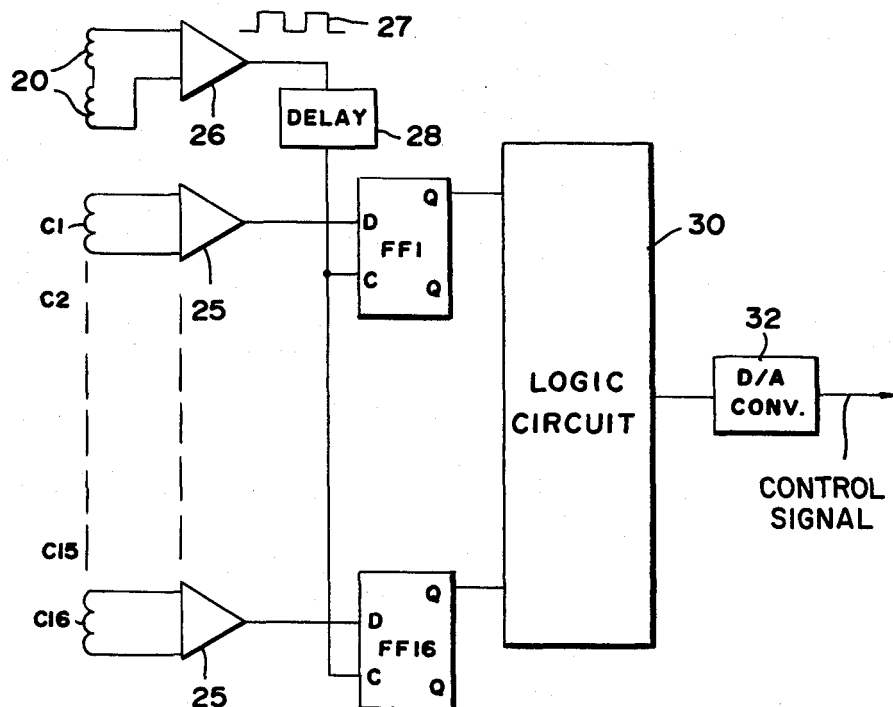 27
20
26
DELAY
28
C1
25
D
Q
FF1
C
Q
30
C2
LOGIC
CIRCUIT
32
D/A
CONV.
CONTROL
SIGNAL
C15
C16
25
D
Q
FF16
C
Q